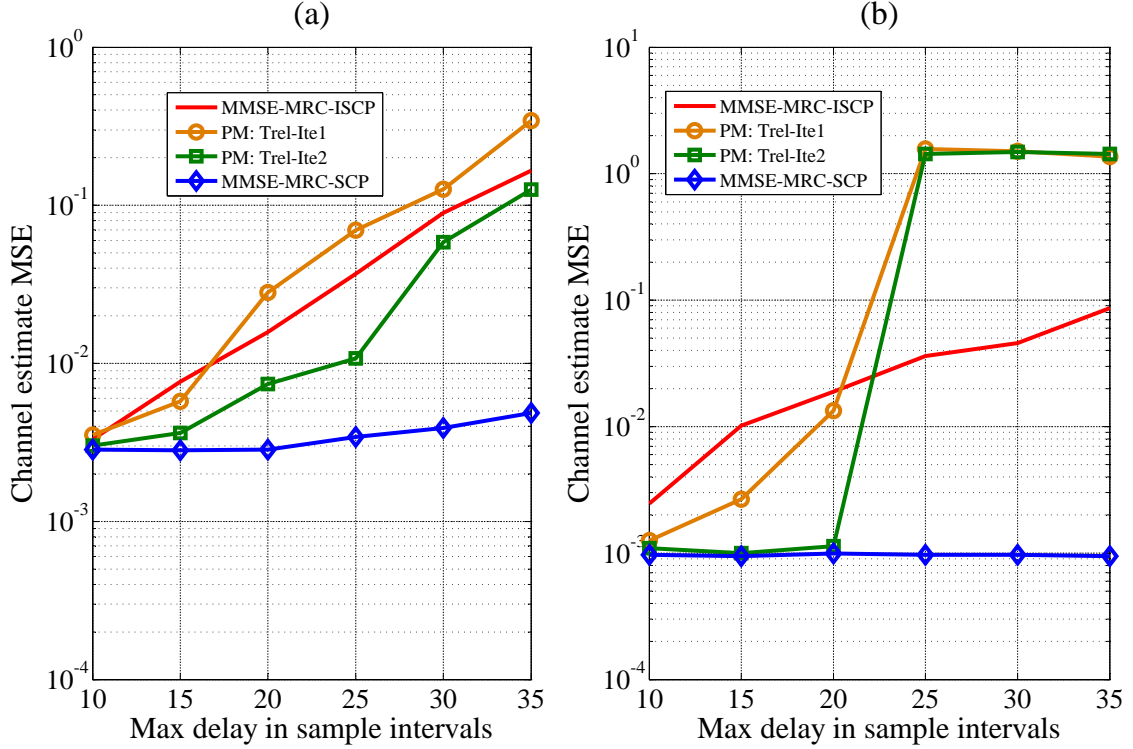 (a)
10^0
10^-1
10^-2
10^-3
10^-4
Channel estimate MSE
MMSE-MRC-ISCP
PM: Trel-Ite1
PM: Trel-Ite2
MMSE-MRC-SCP
10 15 20 25 30 35
Max delay in sample intervals
(b)
10^1
10^0
10^-1
10^-2
10^-3
10^-4
Channel estimate MSE
MMSE-MRC-ISCP
PM: Trel-Ite1
PM: Trel-Ite2
MMSE-MRC-SCP
10 15 20 25 30 35
Max delay in sample intervals